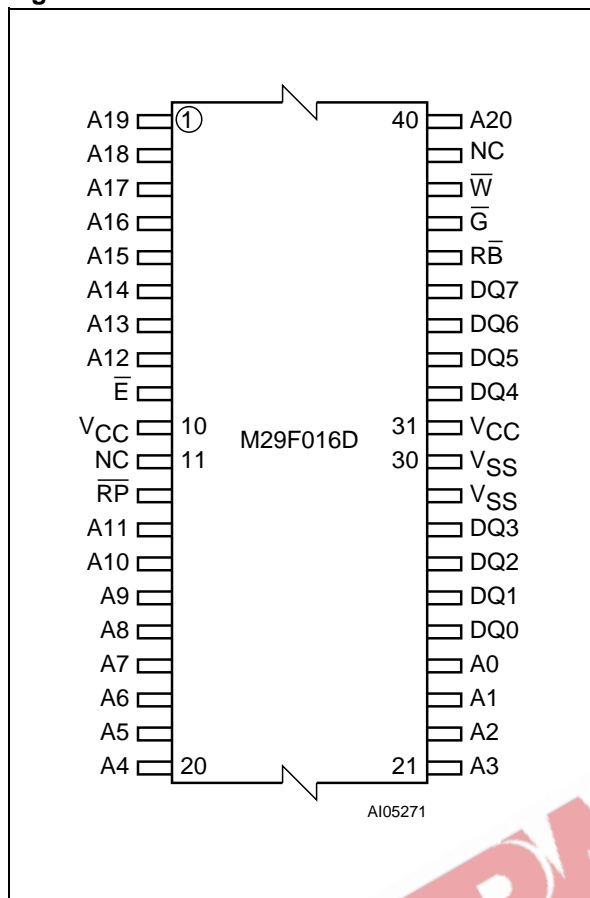 A19 1 40 A20
A18 NC
A17 W̅
A16 G̅
A15 RB̅
A14 DQ7
A13 DQ6
A12 DQ5
E̅ DQ4
VCC 10 M29F016D 31 VCC
NC 11 30 VSS
R̅P̅ VSS
A11 DQ3
A10 DQ2
A9 DQ1
A8 DQ0
A7 A0
A6 A1
A5 A2
A4 20 21 A3
AI05271